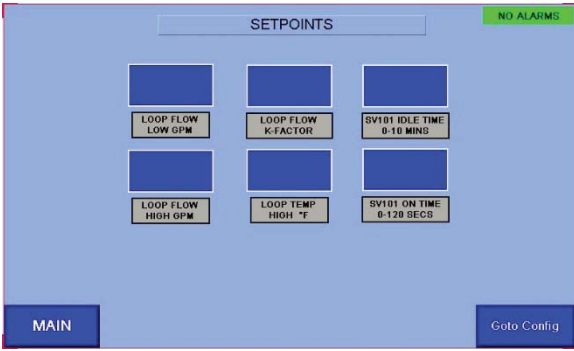 SETPOINTS
NO ALARMS
LOOP FLOW
LOW GPM
LOOP FLOW
K-FACTOR
SV101 IDLE TIME
0-10 MINS
LOOP FLOW
HIGH GPM
LOOP TEMP
HIGH °F
SV101 ON TIME
0-120 SECS
MAIN
Goto Config